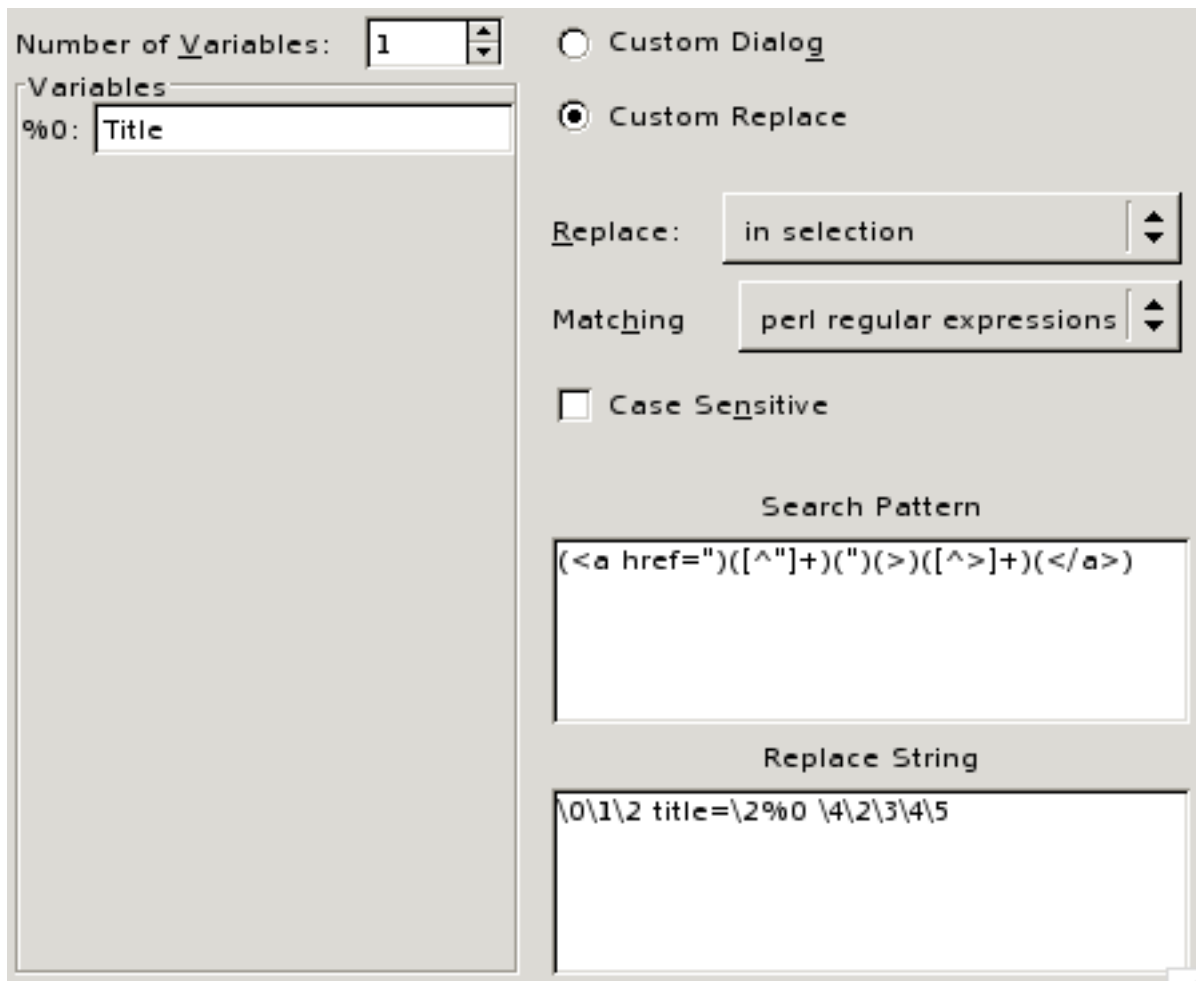 Number of Variables: 1
Variables
%0: Title
Custom Dialog
Custom Replace
Replace: in selection
Matching perl regular expressions
Case Sensitive
Search Pattern
(<a href=")([^"]+)(")(>)([^>]+)(</a>)
Replace String
\0\1\2 title=\2%0 \4\2\3\4\5